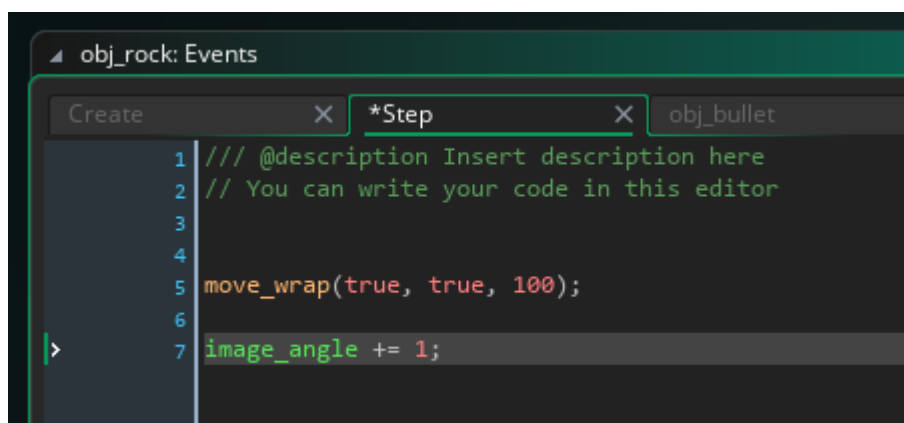 obj_rock: Events
Create
*Step
obj_bullet
1 /// @description Insert description here
2 // You can write your code in this editor
3
4
5 move_wrap(true, true, 100);
6
7 image_angle += 1;